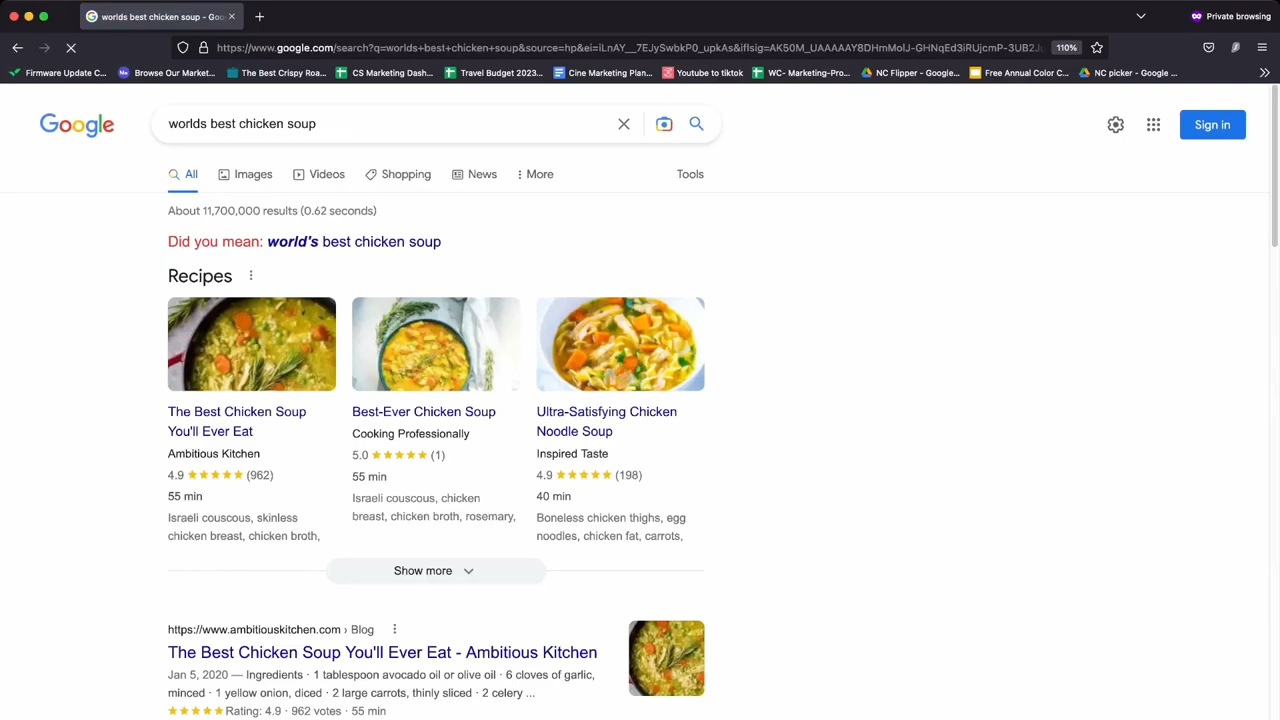 worlds best chicken soup - Goo
Private browsing
https://www.google.com/search?q=worlds+best+chicken+soup&source=hp&ei=iLnAY__7EJySwbkP0_upkAs&iflsig=AK50M_UAAAAAY8DHmMolJ-GHNqEd3iRUjcmP-3UB2J
110%
Firmware Update C...
Browse Our Market...
The Best Crispy Roa...
CS Marketing Dash...
Travel Budget 2023...
Cine Marketing Plan...
Youtube to tiktok
WC- Marketing-Pro...
NC Flipper - Google...
Free Annual Color C...
NC picker - Google ...
Google
worlds best chicken soup
Sign in
All
Images
Videos
Shopping
News
More
Tools
About 11,700,000 results (0.62 seconds)
Did you mean: world's best chicken soup
Recipes
The Best Chicken Soup
You'll Ever Eat
Ambitious Kitchen
4.9 (962)
55 min
Israeli couscous, skinless
chicken breast, chicken broth,
Best-Ever Chicken Soup
Cooking Professionally
5.0 (1)
55 min
Israeli couscous, chicken
breast, chicken broth, rosemary,
Ultra-Satisfying Chicken
Noodle Soup
Inspired Taste
4.9 (198)
40 min
Boneless chicken thighs, egg
noodles, chicken fat, carrots,
Show more
https://www.ambitiouskitchen.com › Blog
The Best Chicken Soup You'll Ever Eat - Ambitious Kitchen
Jan 5, 2020 — Ingredients · 1 tablespoon avocado oil or olive oil · 6 cloves of garlic,
minced · 1 yellow onion, diced · 2 large carrots, thinly sliced · 2 celery ...
Rating: 4.9 · 962 votes · 55 min